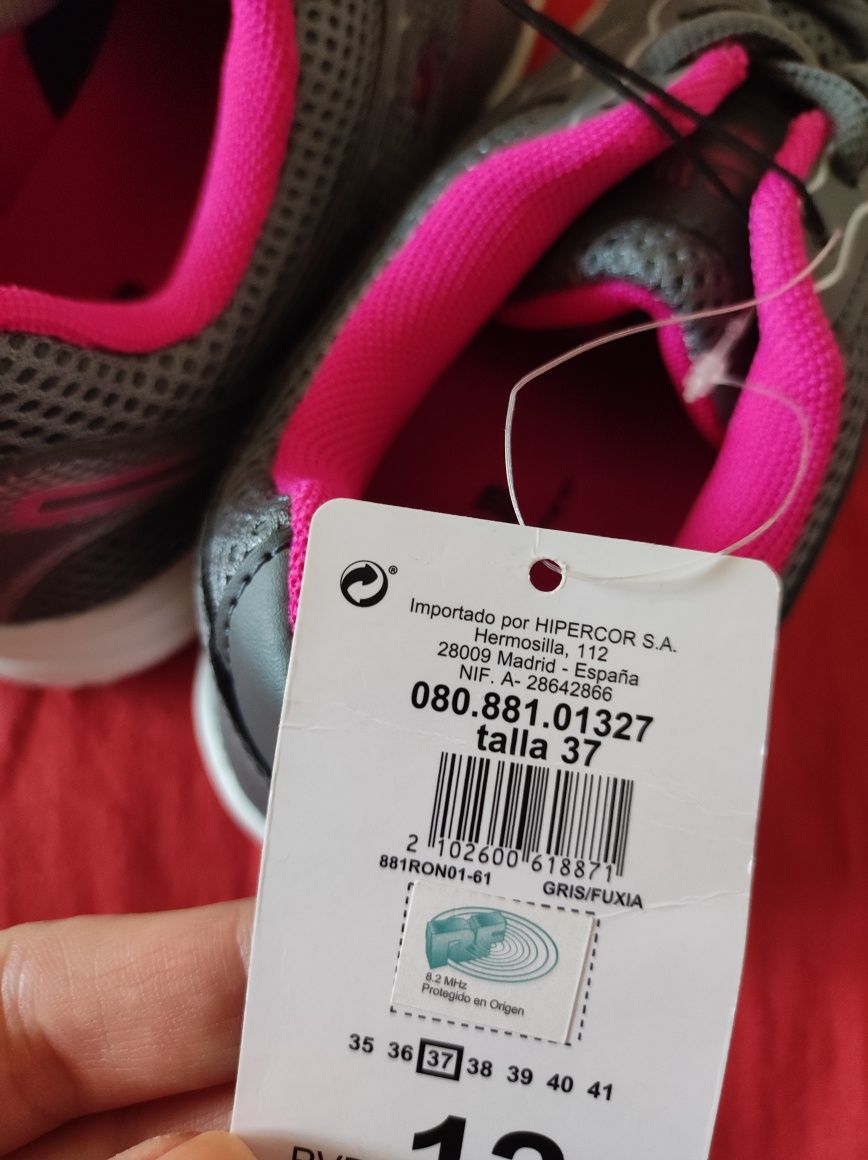 ®
Importado por HIPERCOR S.A.
Hermosilla, 112
28009 Madrid - España
NIF. A- 28642866
080.881.01327
talla 37
2 102600 618871
881RON01-61 GRIS/FUXIA
RF
8.2 MHz
Protegido en Origen
35 36 37 38 39 40 41